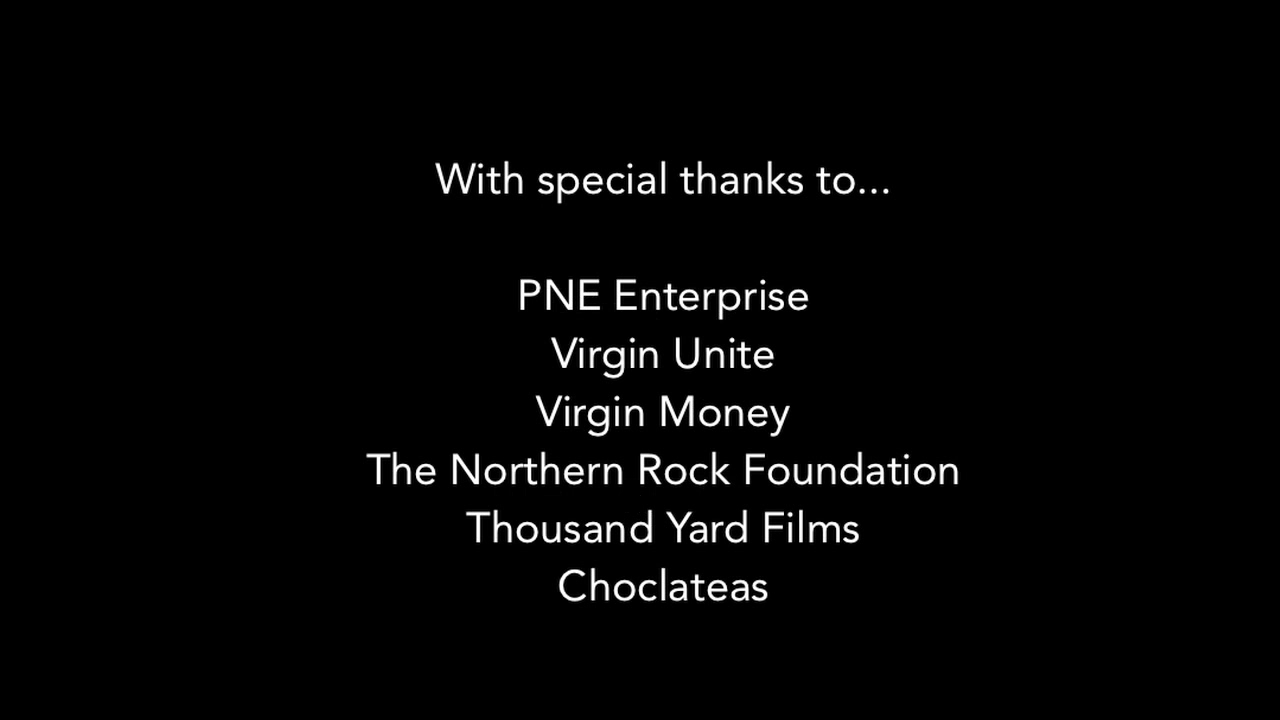 With special thanks to...
PNE Enterprise
Virgin Unite
Virgin Money
The Northern Rock Foundation
Thousand Yard Films
Choclateas